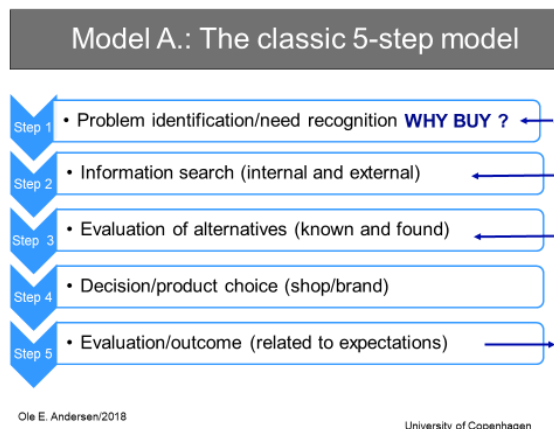 Model A.: The classic 5-step model
Step 1
• Problem identification/need recognition WHY BUY ?
Step 2
• Information search (internal and external)
Step 3
• Evaluation of alternatives (known and found)
Step 4
• Decision/product choice (shop/brand)
Step 5
• Evaluation/outcome (related to expectations)
Ole E. Andersen/2018
University of Copenhagen